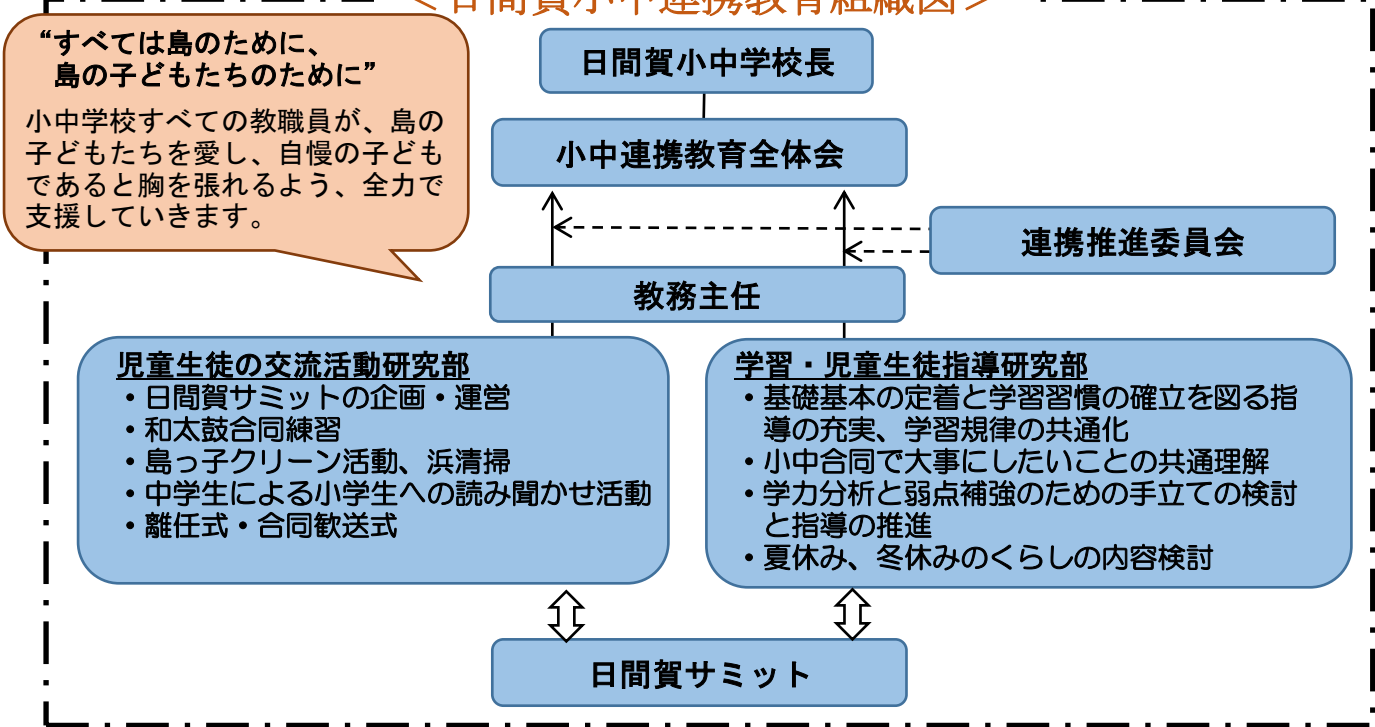 ＜日間賀小中連携教育組織図＞
“すべては島のために、
島の子どもたちのために”
小中学校すべての教職員が、島の
子どもたちを愛し、自慢の子ども
であると胸を張れるよう、全力で
支援していきます。
日間賀小中学校長
小中連携教育全体会
連携推進委員会
教務主任
児童生徒の交流活動研究部
・日間賀サミットの企画・運営
・和太鼓合同練習
・島っ子クリーン活動、浜清掃
・中学生による小学生への読み聞かせ活動
・離任式・合同歓送式
学習・児童生徒指導研究部
・基礎基本の定着と学習習慣の確立を図る指
導の充実、学習規律の共通化
・小中合同で大事にしたいことの共通理解
・学力分析と弱点補強のための手立ての検討
と指導の推進
・夏休み、冬休みのくらしの内容検討
日間賀サミット